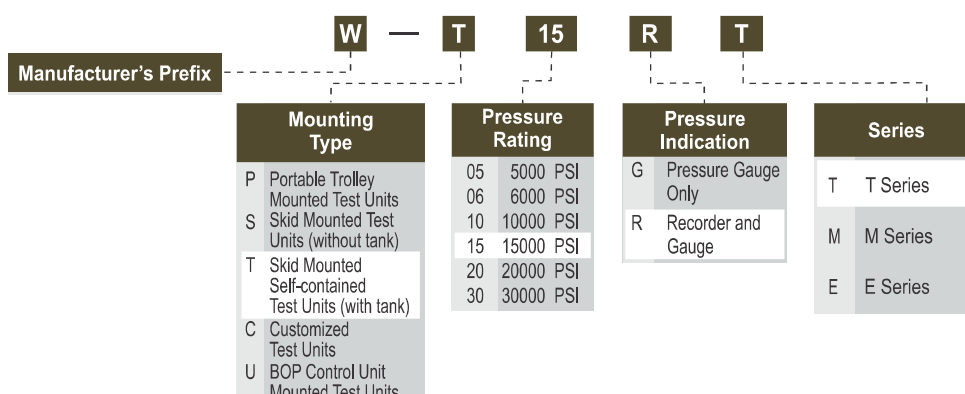 W — T 15 R T
Manufacturer's Prefix
Mounting
Type
P Portable Trolley
Mounted Test Units
S Skid Mounted Test
Units (without tank)
T Skid Mounted
Self-contained
Test Units (with tank)
C Customized
Test Units
U BOP Control Unit
Mounted Test Units
Pressure
Rating
05 5000 PSI
06 6000 PSI
10 10000 PSI
15 15000 PSI
20 20000 PSI
30 30000 PSI
Pressure
Indication
G Pressure Gauge
Only
R Recorder and
Gauge
Series
T T Series
M M Series
E E Series